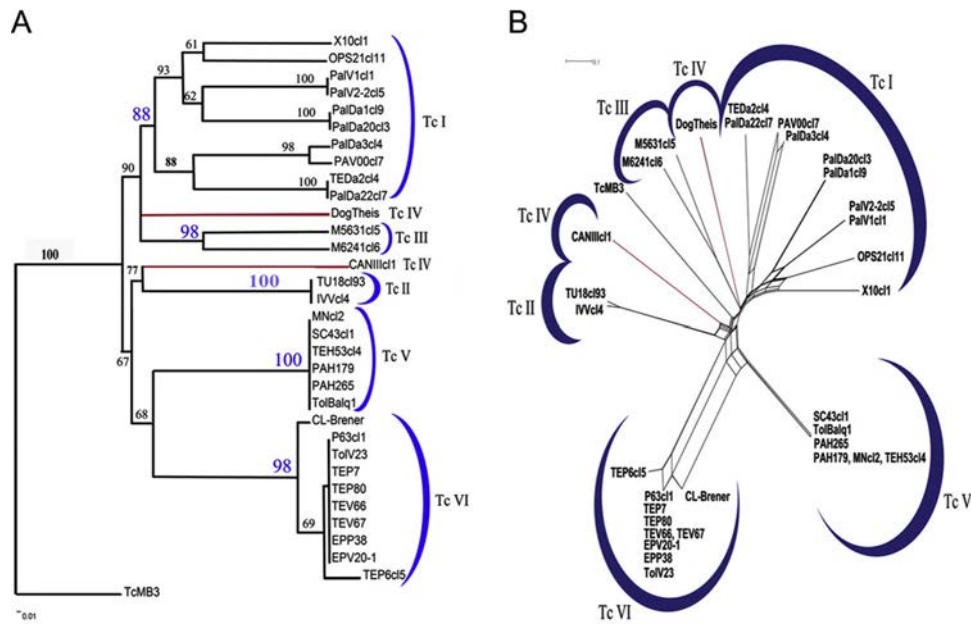 A
X10cl1
61
OPS21cl11
93
PalV1cl1
100
PalV2-2cl5
62
PalDa1cl9
100
PalDa20cl3
88
Tc I
PalDa3cl4
98
PAV00cl7
88
TEDa2cl4
100
PalDa22cl7
90
DogTheis
Tc IV
M5631cl5
98
Tc III
M6241cl6
100
CANIIIcl1
Tc IV
77
TU18cl93
100
Tc II
IVVcl4
MNcl2
SC43cl1
TEH53cl4
100
Tc V
PAH179
PAH265
TolBalq1
67
68
CL-Brener
P63cl1
TolV23
98
TEP7
TEP80
Tc VI
TEV66
TEV67
69
EPP38
EPV20-1
TEP6cl5
TcMB3
0.01
B
0.1
Tc I
Tc IV
Tc III
DogTheis
TEDa2cl4
PalDa22cl7
PAV00cl7
PalDa3cl4
M5631cl5
M6241cl6
PalDa20cl3
PalDa1cl9
TcMB3
Tc IV
CANIIIcl1
PalV2-2cl5
PalV1cl1
OPS21cl11
X10cl1
TU18cl93
Tc II
IVVcl4
SC43cl1
TolBalq1
PAH265
PAH179, MNcl2, TEH53cl4
Tc V
TEP6cl5
P63cl1
CL-Brener
TEP7
TEP80
TEV66, TEV67
EPV20-1
EPP38
TolV23
Tc VI